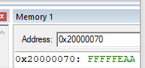 Memory 1
Address: 0x20000070
0x20000070: FFFFFEAA